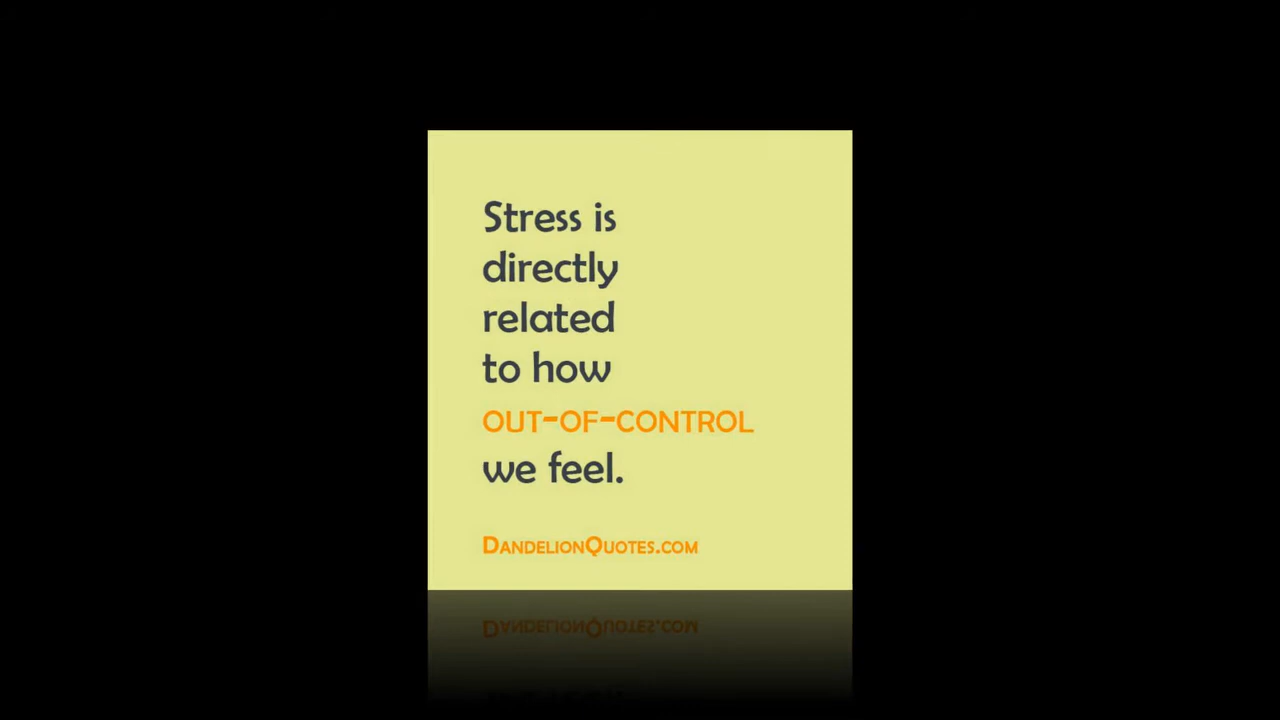 Stress is
directly
related
to how
OUT-OF-CONTROL
we feel.
DANDELIONQUOTES.COM